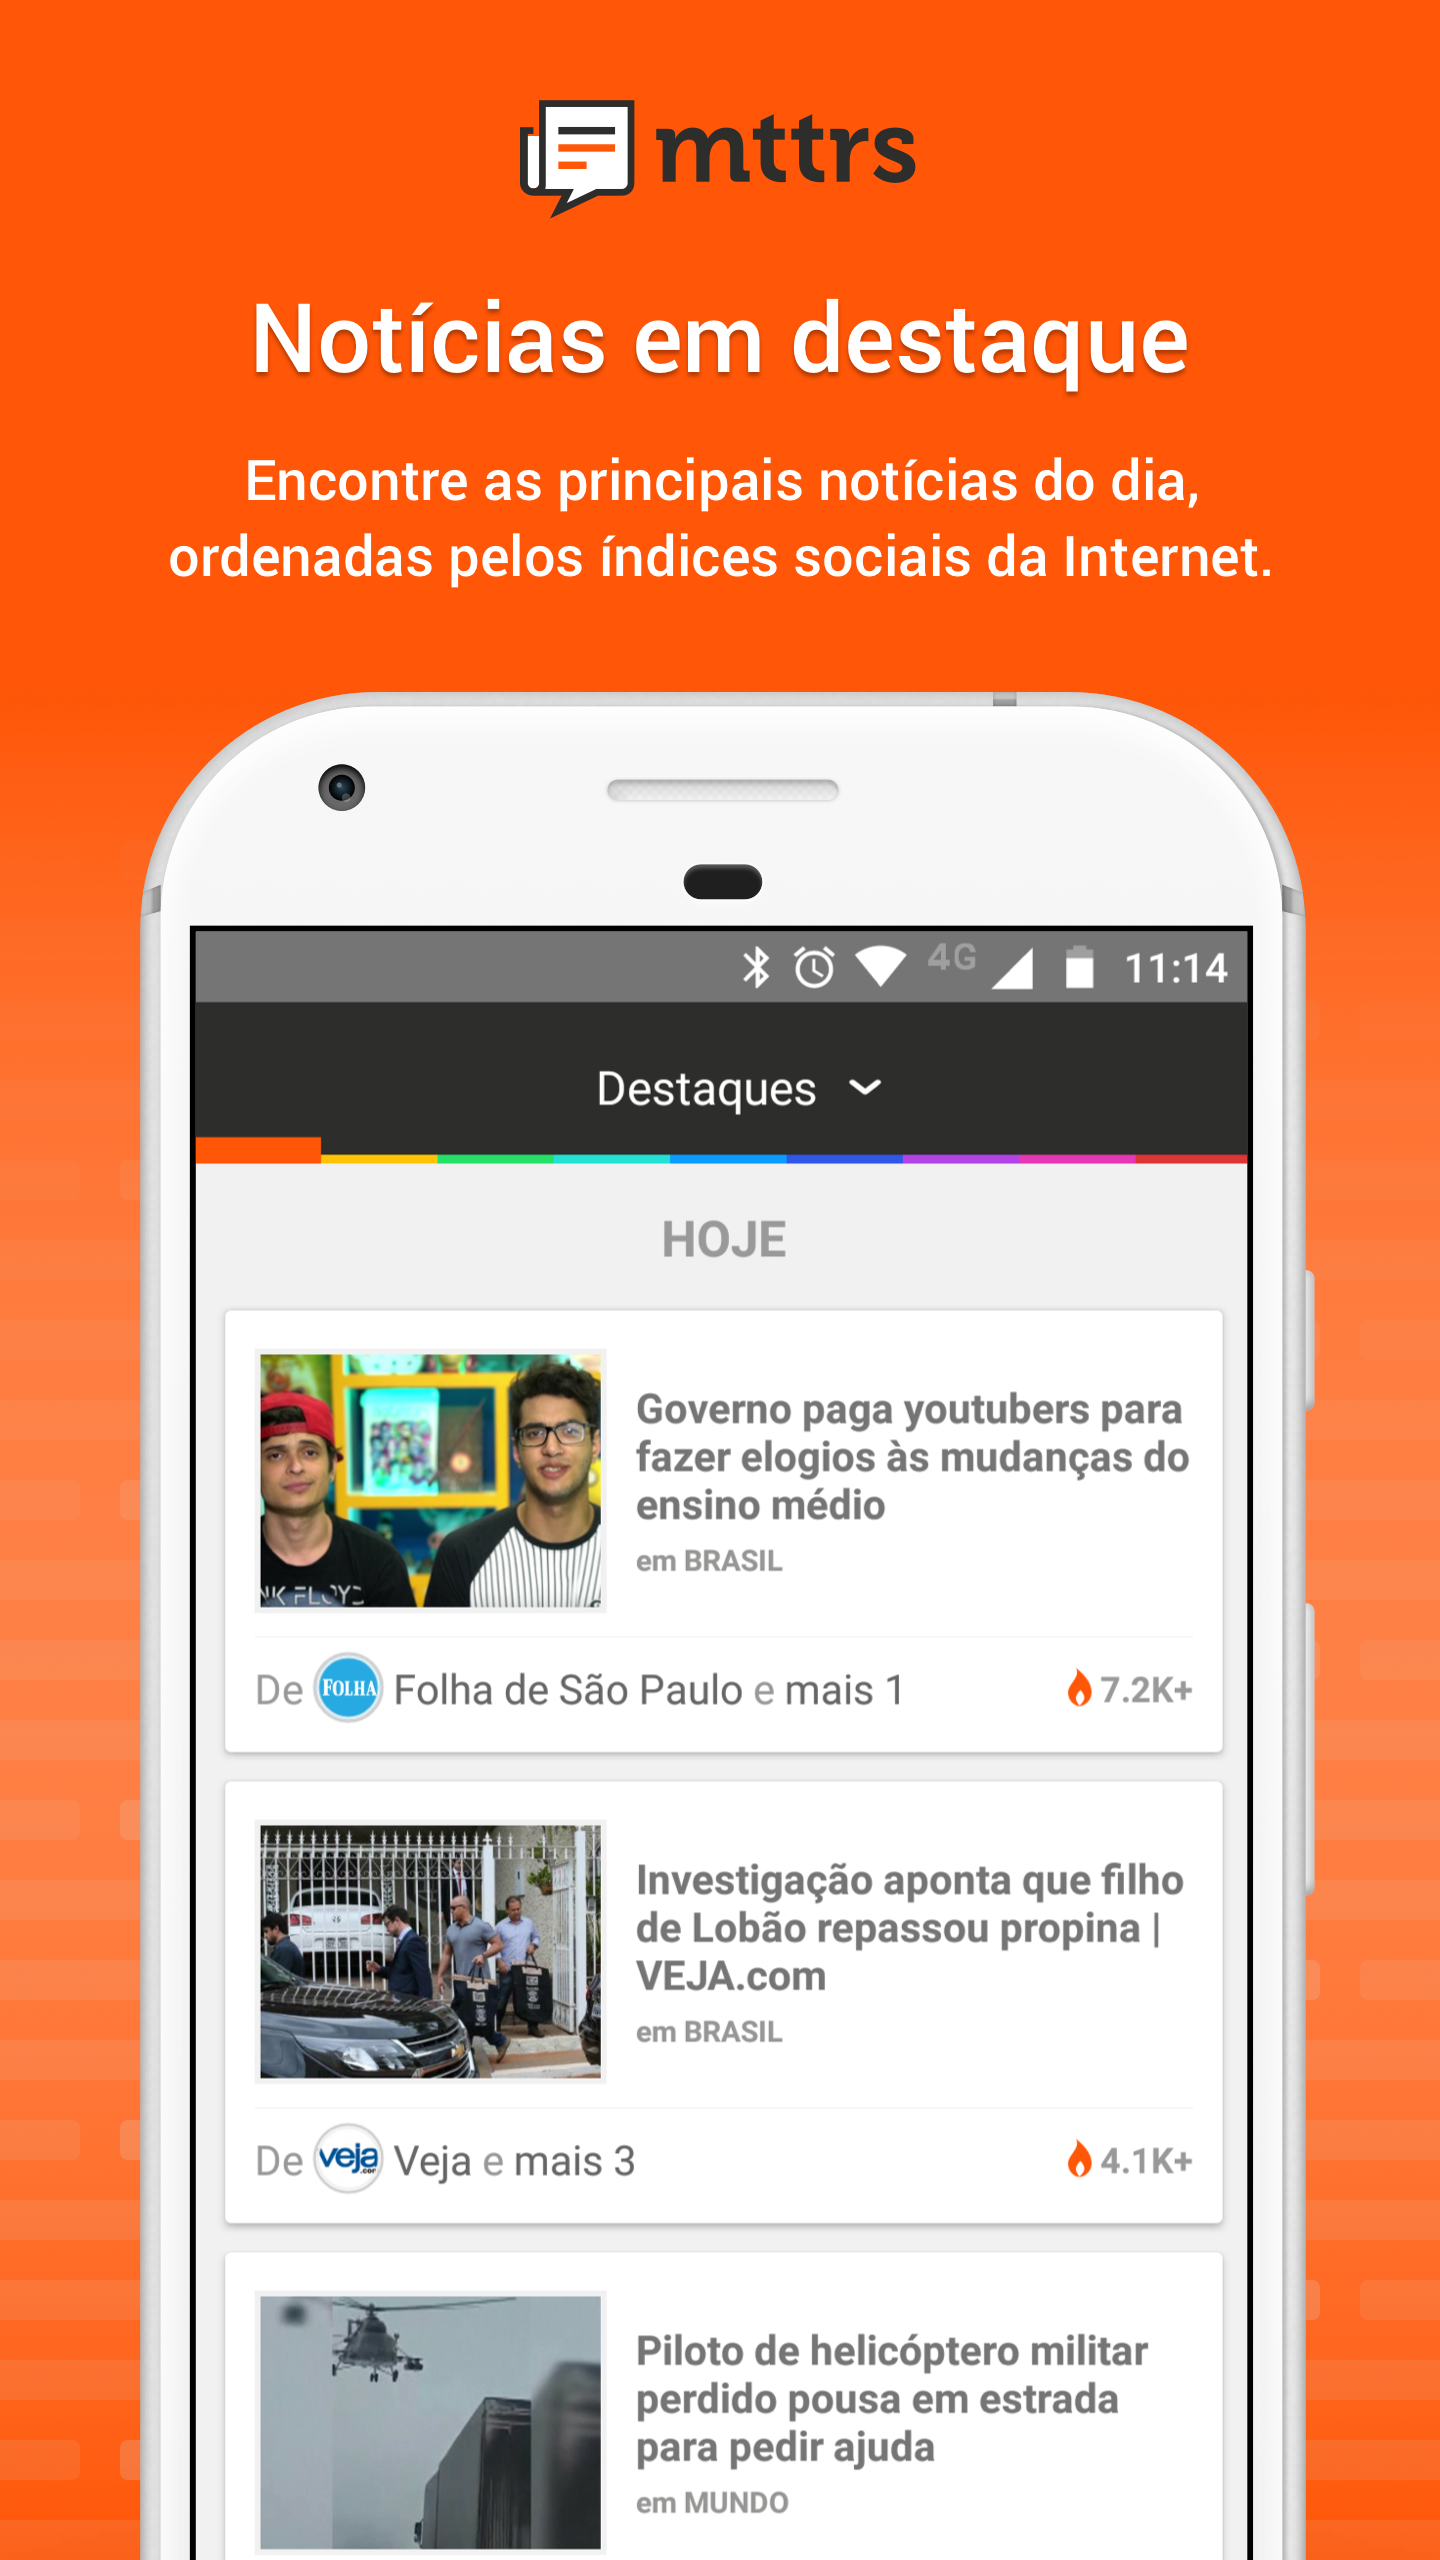 mttrs
Notícias em destaque
Encontre as principais notícias do dia,
ordenadas pelos índices sociais da Internet.
4G 11:14
Destaques
HOJE
Governo paga youtubers para
fazer elogios às mudanças do
ensino médio
em BRASIL
De FOLHA Folha de São Paulo e mais 1 7.2K+
Investigação aponta que filho
de Lobão repassou propina |
VEJA.com
em BRASIL
De veja.com Veja e mais 3 4.1K+
Piloto de helicóptero militar
perdido pousa em estrada
para pedir ajuda
em MUNDO